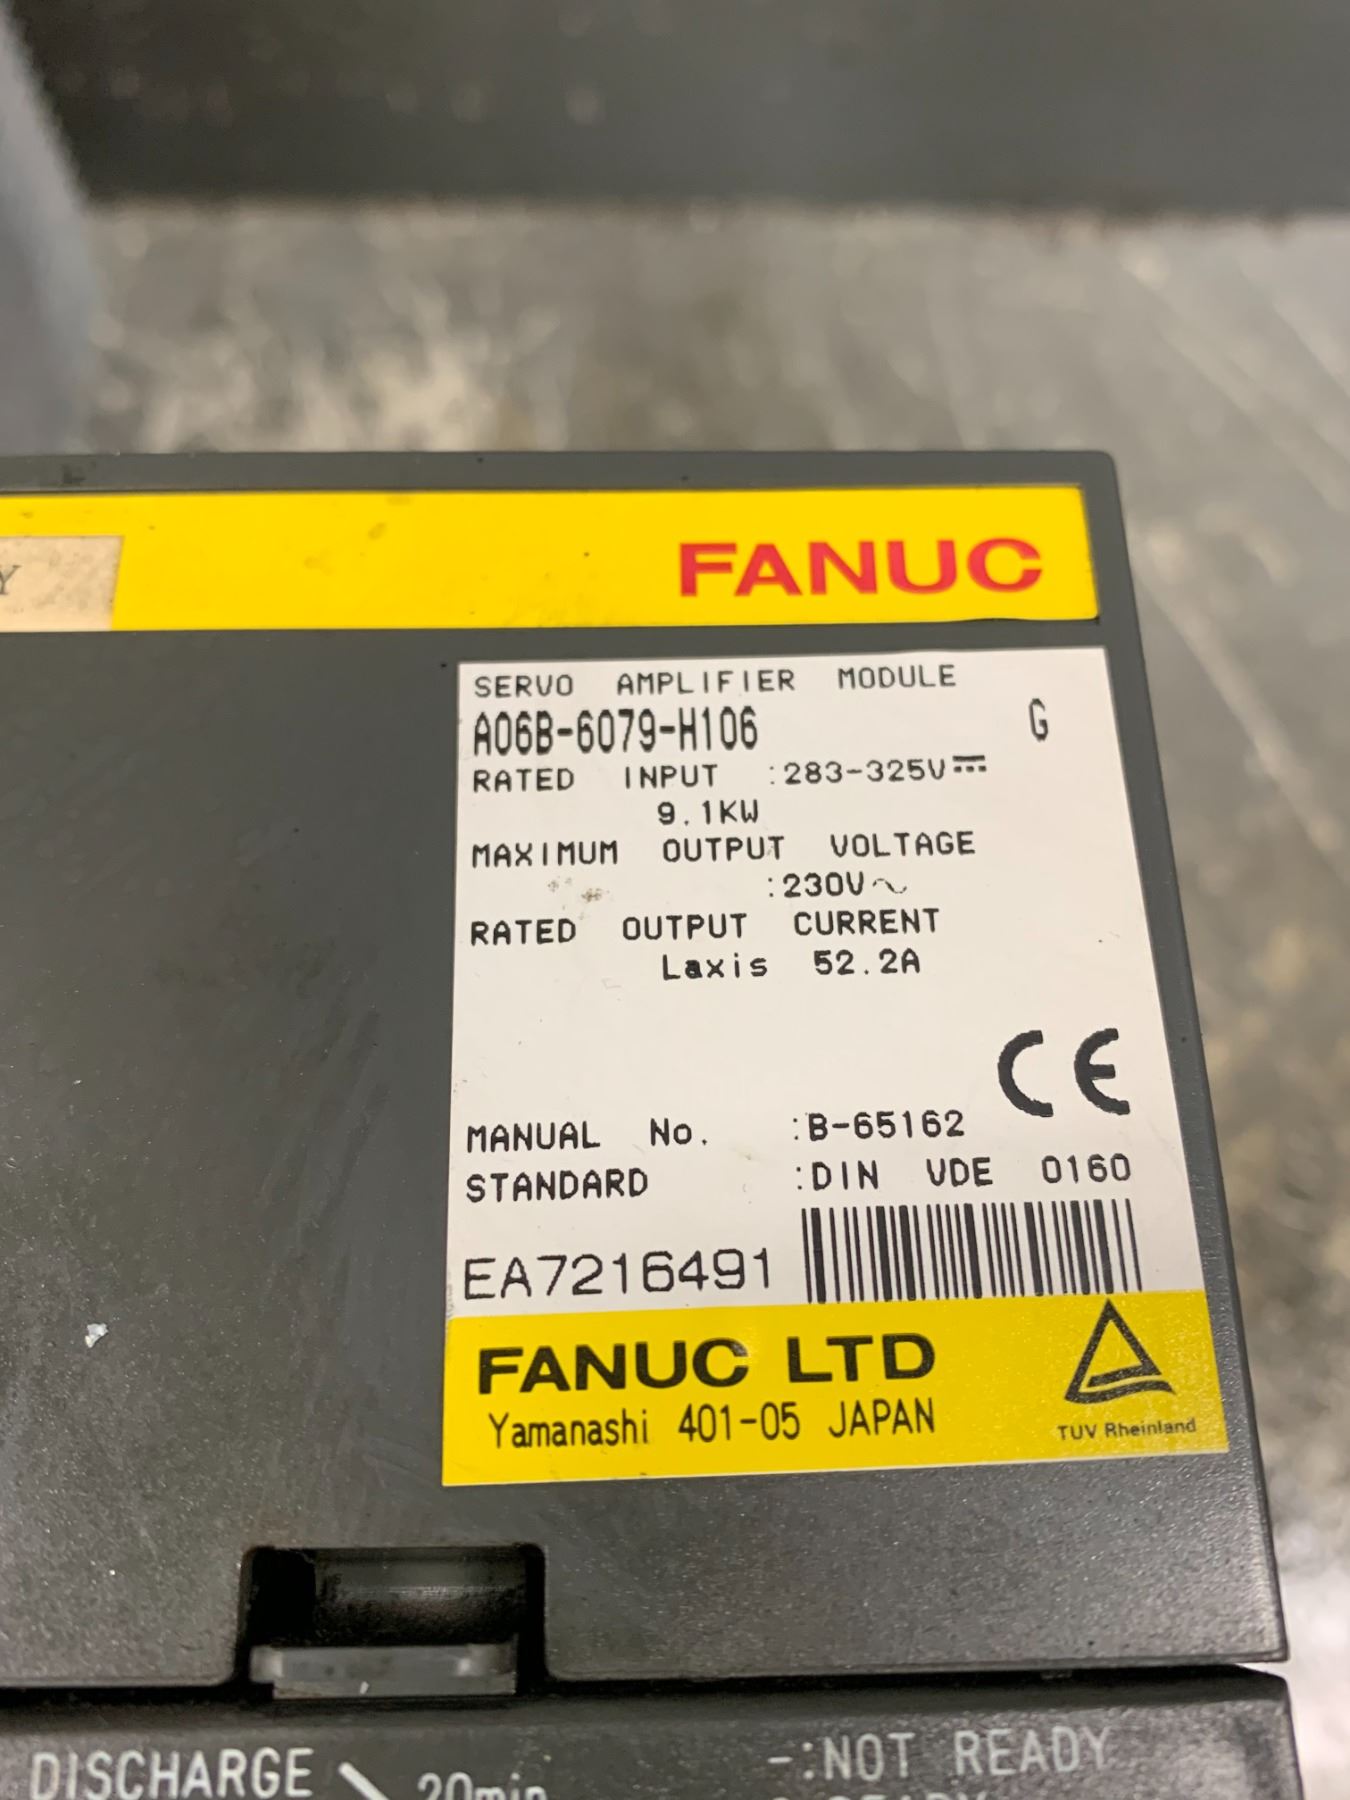 Y
FANUC
SERVO AMPLIFIER MODULE
A06B-6079-H106 G
RATED INPUT :283-325V⎓
9.1KW
MAXIMUM OUTPUT VOLTAGE
:230V～
RATED OUTPUT CURRENT
Laxis 52.2A
CE
MANUAL No. :B-65162
STANDARD :DIN VDE 0160
EA7216491
FANUC LTD
Yamanashi 401-05 JAPAN
TUV Rheinland
DISCHARGE 20min
-:NOT READY